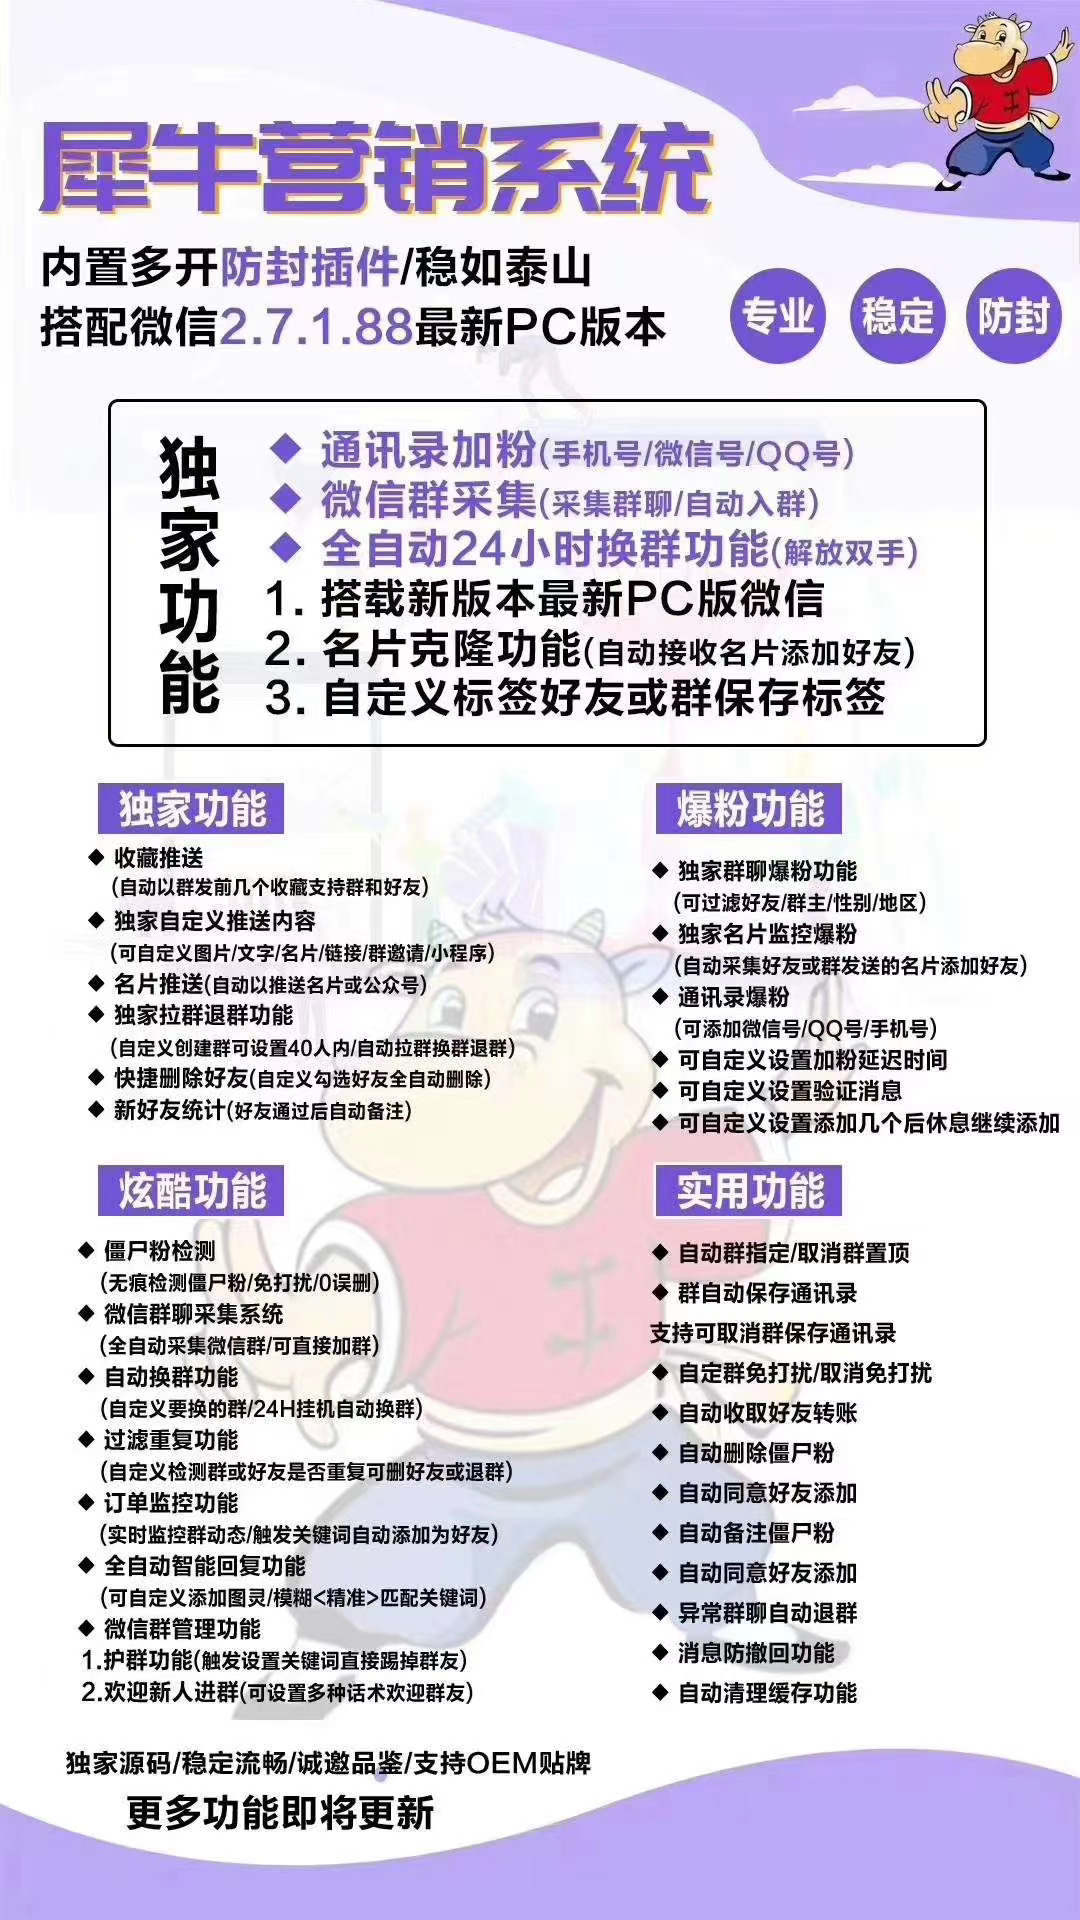 犀牛营销系统
内置多开防封插件/稳如泰山
搭配微信2.7.1.88最新PC版本
专业 稳定 防封
独家功能
◆ 通讯录加粉(手机号/微信号/QQ号)
◆ 微信群采集(采集群聊/自动入群)
◆ 全自动24小时换群功能(解放双手)
1. 搭载新版本最新PC版微信
2. 名片克隆功能(自动接收名片添加好友)
3. 自定义标签好友或群保存标签
独家功能
◆ 收藏推送
(自动以群发前几个收藏支持群和好友)
◆ 独家自定义推送内容
(可自定义图片/文字/名片/链接/群邀请/小程序)
◆ 名片推送(自动以推送名片或公众号)
◆ 独家拉群退群功能
(自定义创建群可设置40人内/自动拉群换群退群)
◆ 快捷删除好友(自定义勾选好友全自动删除)
◆ 新好友统计(好友通过后自动备注)
爆粉功能
◆ 独家群聊爆粉功能
(可过滤好友/群主/性别/地区)
◆ 独家名片监控爆粉
(自动采集好友或群发送的名片添加好友)
◆ 通讯录爆粉
(可添加微信号/QQ号/手机号)
◆ 可自定义设置加粉延迟时间
◆ 可自定义设置验证消息
◆ 可自定义设置添加几个后休息继续添加
炫酷功能
◆ 僵尸粉检测
(无痕检测僵尸粉/免打扰/0误删)
◆ 微信群聊采集系统
(全自动采集微信群/可直接加群)
◆ 自动换群功能
(自定义要换的群/24H挂机自动换群)
◆ 过滤重复功能
(自定义检测群或好友是否重复可删好友或退群)
◆ 订单监控功能
(实时监控群动态/触发关键词自动添加为好友)
◆ 全自动智能回复功能
(可自定义添加图灵/模糊<精准>匹配关键词)
◆ 微信群管理功能
1.护群功能(触发设置关键词直接踢掉群友)
2.欢迎新人进群(可设置多种话术欢迎群友)
实用功能
◆ 自动群指定/取消群置顶
◆ 群自动保存通讯录
支持可取消群保存通讯录
◆ 自定群免打扰/取消免打扰
◆ 自动收取好友转账
◆ 自动删除僵尸粉
◆ 自动同意好友添加
◆ 自动备注僵尸粉
◆ 自动同意好友添加
◆ 异常群聊自动退群
◆ 消息防撤回功能
◆ 自动清理缓存功能
独家源码/稳定流畅/诚邀品鉴/支持OEM贴牌
更多功能即将更新